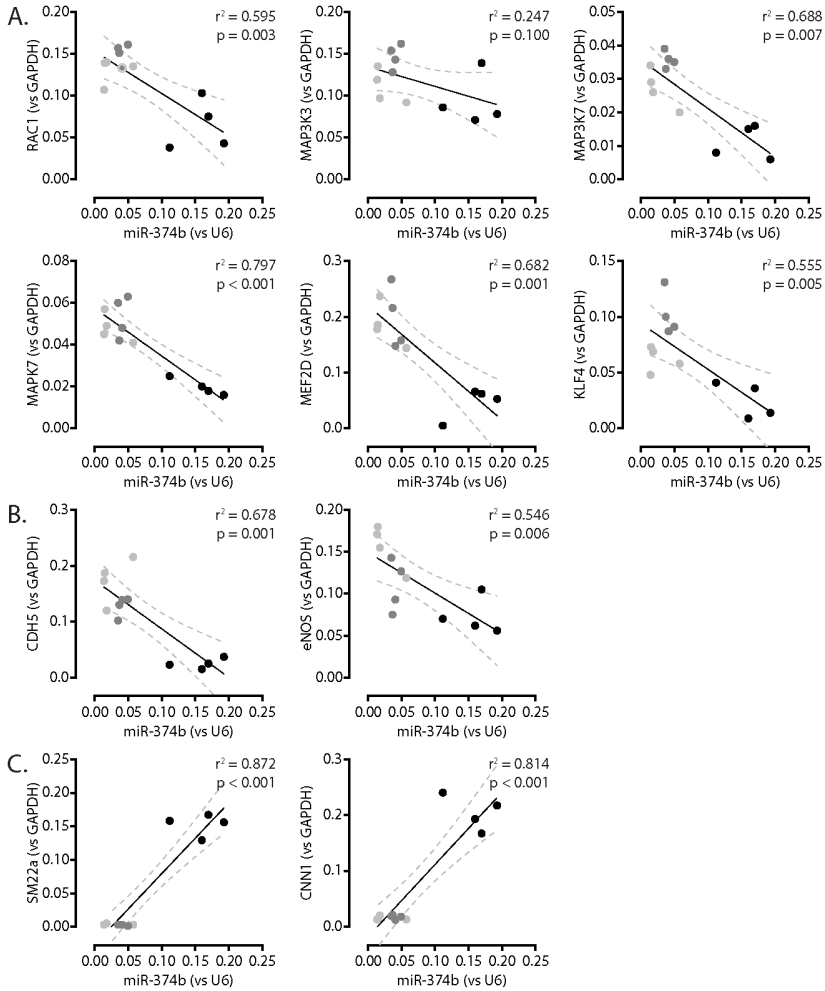 A.
r² = 0.595
p = 0.003
RAC1 (vs GAPDH)
0.20
0.15
0.10
0.05
0.00
0.00 0.05 0.10 0.15 0.20 0.25
miR-374b (vs U6)
r² = 0.247
p = 0.100
MAP3K3 (vs GAPDH)
0.20
0.15
0.10
0.05
0.00
0.00 0.05 0.10 0.15 0.20 0.25
miR-374b (vs U6)
r² = 0.688
p = 0.007
MAP3K7 (vs GAPDH)
0.05
0.04
0.03
0.02
0.01
0.00
0.00 0.05 0.10 0.15 0.20 0.25
miR-374b (vs U6)
r² = 0.797
p < 0.001
MAPK7 (vs GAPDH)
0.08
0.06
0.04
0.02
0.00
0.00 0.05 0.10 0.15 0.20 0.25
miR-374b (vs U6)
r² = 0.682
p = 0.001
MEF2D (vs GAPDH)
0.3
0.2
0.1
0.0
0.00 0.05 0.10 0.15 0.20 0.25
miR-374b (vs U6)
r² = 0.555
p = 0.005
KLF4 (vs GAPDH)
0.15
0.10
0.05
0.00
0.00 0.05 0.10 0.15 0.20 0.25
miR-374b (vs U6)
B.
r² = 0.678
p = 0.001
CDH5 (vs GAPDH)
0.3
0.2
0.1
0.0
0.00 0.05 0.10 0.15 0.20 0.25
miR-374b (vs U6)
r² = 0.546
p = 0.006
eNOS (vs GAPDH)
0.20
0.15
0.10
0.05
0.00
0.00 0.05 0.10 0.15 0.20 0.25
miR-374b (vs U6)
C.
r² = 0.872
p < 0.001
SM22a (vs GAPDH)
0.25
0.20
0.15
0.10
0.05
0.00
0.00 0.05 0.10 0.15 0.20 0.25
miR-374b (vs U6)
r² = 0.814
p < 0.001
CNN1 (vs GAPDH)
0.3
0.2
0.1
0.0
0.00 0.05 0.10 0.15 0.20 0.25
miR-374b (vs U6)